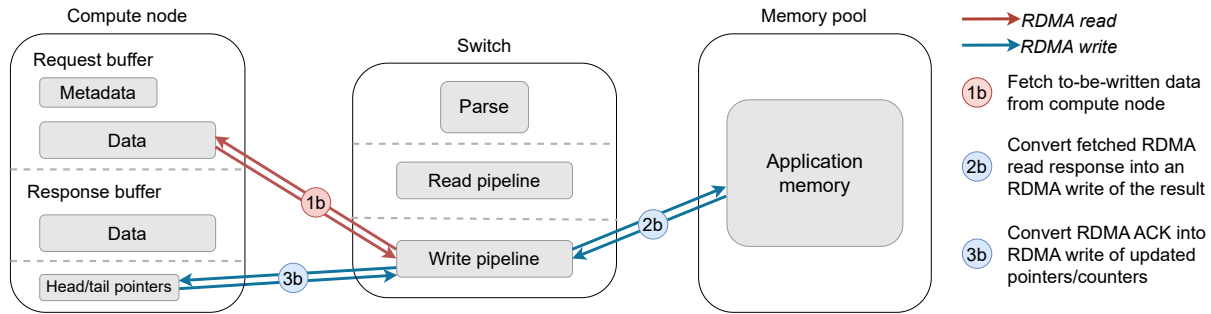 Compute node
Request buffer
Metadata
Data
Response buffer
Data
Head/tail pointers
1b
3b
Switch
Parse
Read pipeline
Write pipeline
2b
Memory pool
Application
memory
RDMA read
RDMA write
1b
Fetch to-be-written data
from compute node
2b
Convert fetched RDMA
read response into an
RDMA write of the result
3b
Convert RDMA ACK into
RDMA write of updated
pointers/counters